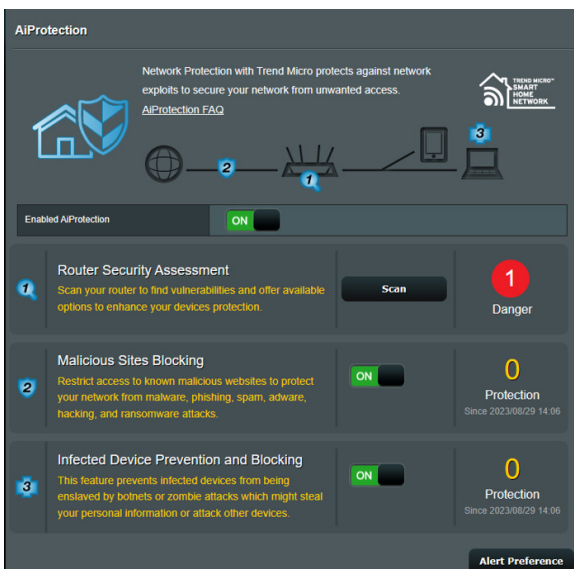 AiProtection
Network Protection with Trend Micro protects against network
exploits to secure your network from unwanted access.
AiProtection FAQ
TREND MICRO™
SMART
HOME
NETWORK
3
2
1
Enabled AiProtection
ON
1
Router Security Assessment
Scan your router to find vulnerabilities and offer available
options to enhance your devices protection.
Scan
1
Danger
2
Malicious Sites Blocking
Restrict access to known malicious websites to protect
your network from malware, phishing, spam, adware,
hacking, and ransomware attacks.
ON
0
Protection
Since 2023/08/29 14:06
3
Infected Device Prevention and Blocking
This feature prevents infected devices from being
enslaved by botnets or zombie attacks which might steal
your personal information or attack other devices.
ON
0
Protection
Since 2023/08/29 14:06
Alert Preference